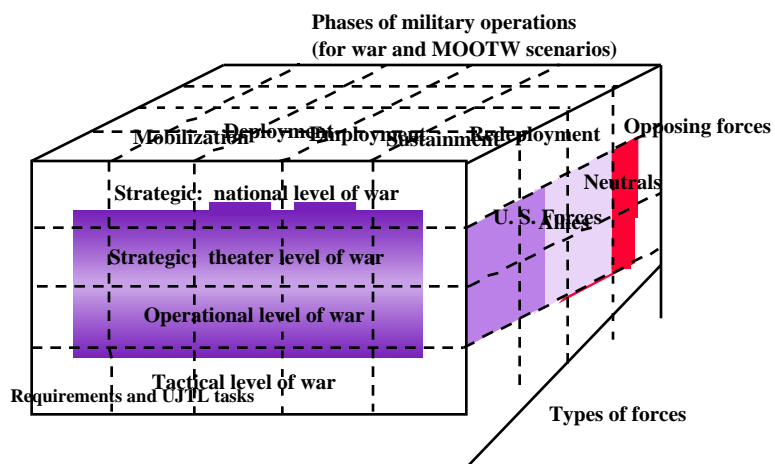 Phases of military operations
(for war and MOOTW scenarios)
Mobilization
Deployment
Employment
Sustainment
Redeployment
Opposing forces
Neutrals
Allies
U. S. Forces
Strategic:  national level of war
Strategic:  theater level of war
Operational level of war
Tactical level of war
Requirements and UJTL tasks
Types of forces